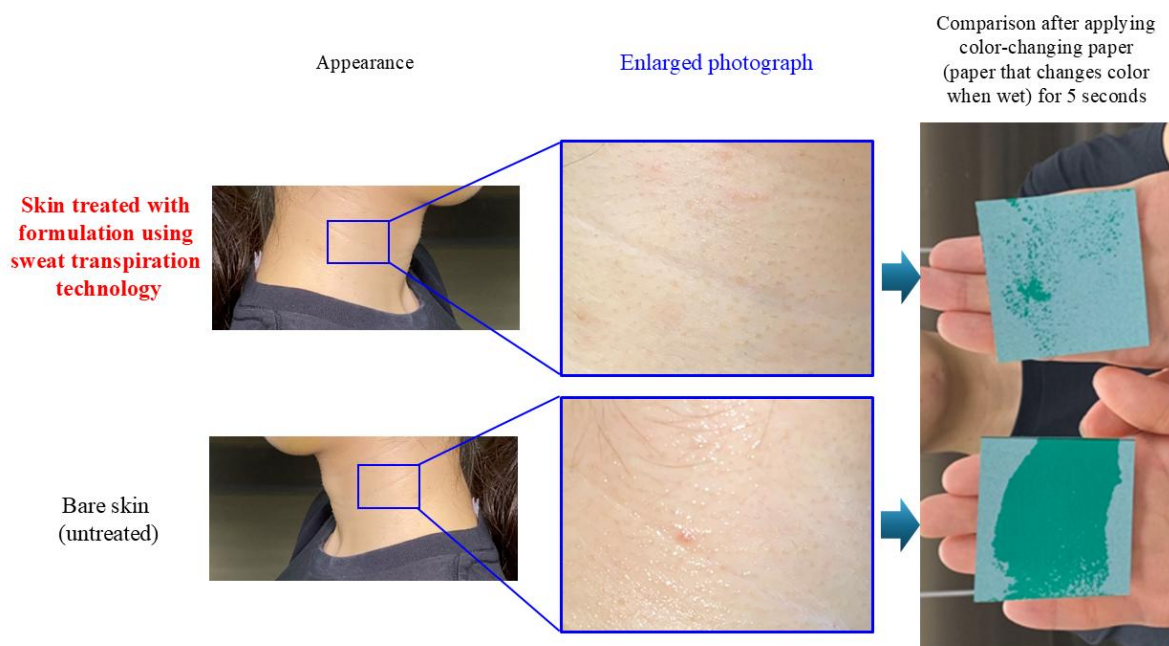 Appearance
Enlarged photograph
Comparison after applying
color-changing paper
(paper that changes color
when wet) for 5 seconds
Skin treated with
formulation using
sweat transpiration
technology
Bare skin
(untreated)